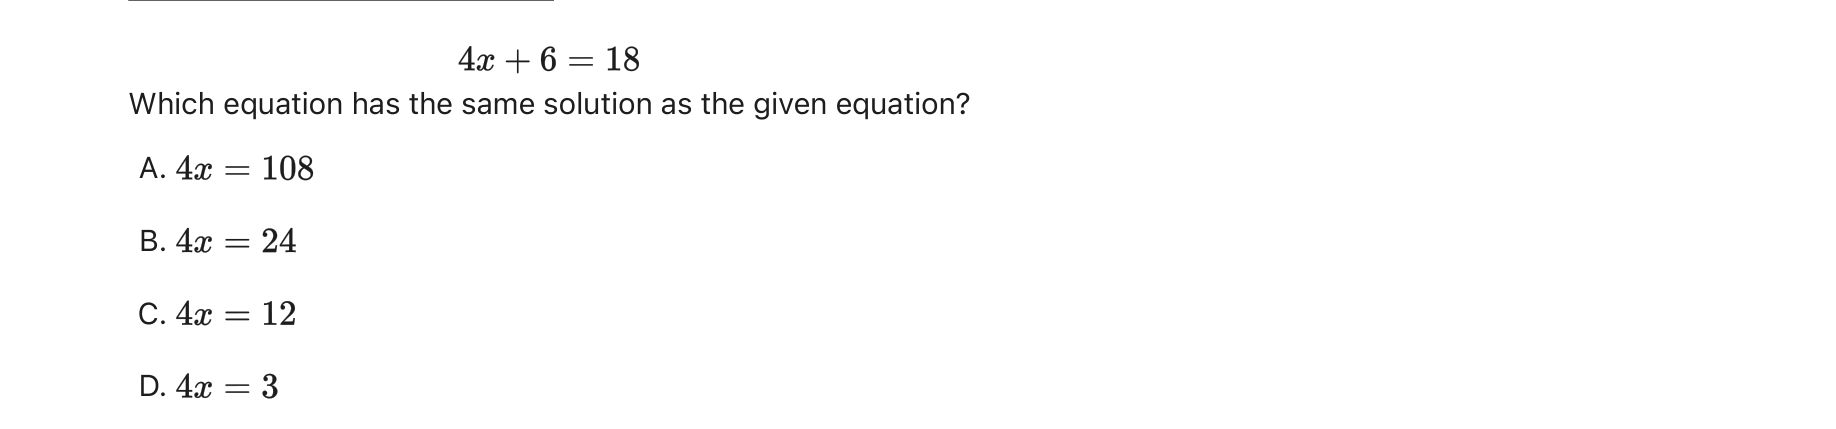 4x + 6 = 18
Which equation has the same solution as the given equation?
A. 4x = 108
B. 4x = 24
C. 4x = 12
D. 4x = 3